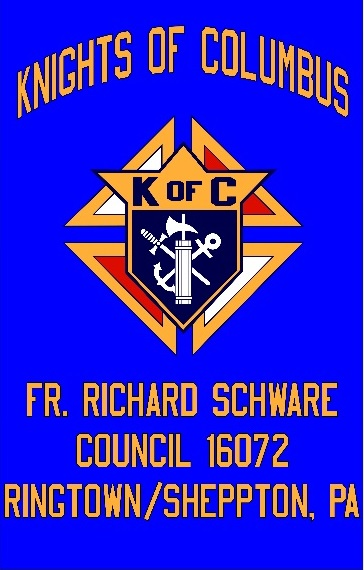 KNIGHTS OF COLUMBUS
K OF C
FR. RICHARD SCHWARE
COUNCIL 16072
RINGTOWN/SHEPPTON, PA